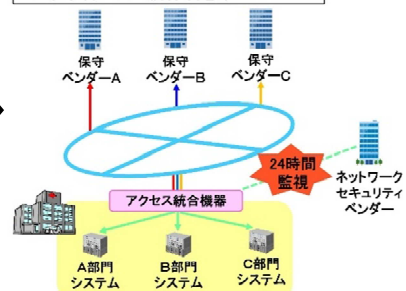 保守
ベンダーA
保守
ベンダーB
保守
ベンダーC
24時間
監視
ネットワーク
セキュリティ
ベンダー
アクセス統合機器
A部門
システム
B部門
システム
C部門
システム